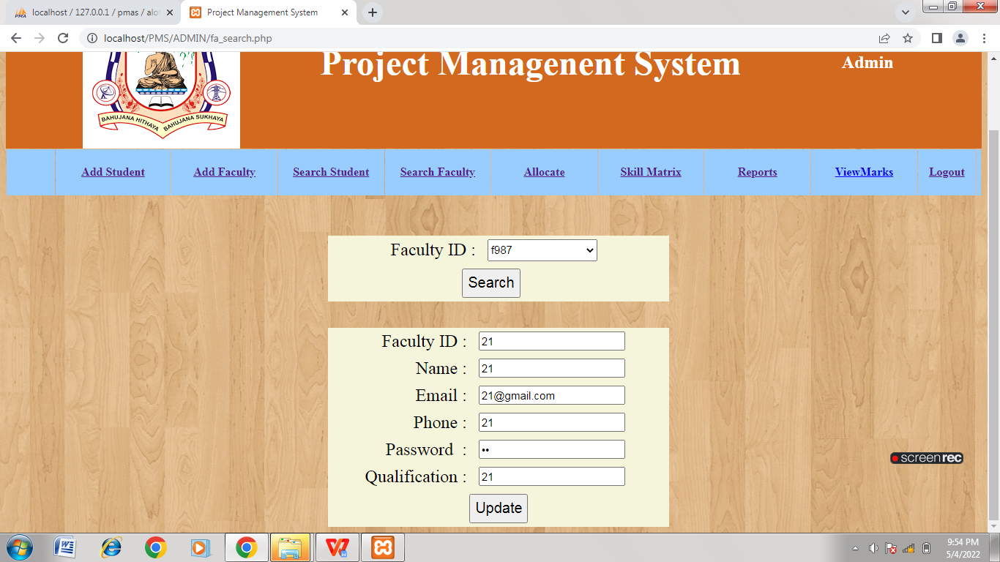 localhost / 127.0.0.1 / pmas / alo
Project Management System
localhost/PMS/ADMIN/fa_search.php
Project Managenent System
Admin
BAHUJANA HITHAYA BAHUJANA SUKHAYA
Add Student Add Faculty Search Student Search Faculty Allocate Skill Matrix Reports ViewMarks Logout
Faculty ID : f987
Search
Faculty ID : 21
Name : 21
Email : 21@gmail.com
Phone : 21
Password : ••
Qualification : 21
Update
screenrec
9:54 PM
5/4/2022